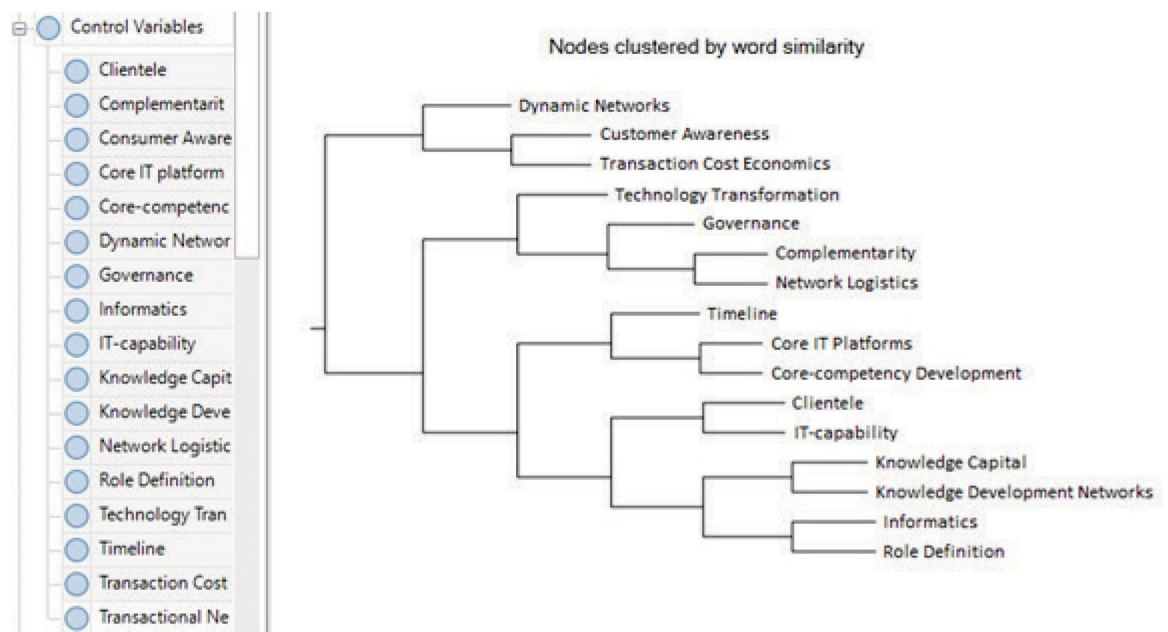 Control Variables
Clientele
Complementarit
Consumer Aware
Core IT platform
Core-competenc
Dynamic Networ
Governance
Informatics
IT-capability
Knowledge Capit
Knowledge Deve
Network Logistic
Role Definition
Technology Tran
Timeline
Transaction Cost
Transactional Ne
Nodes clustered by word similarity
Dynamic Networks
Customer Awareness
Transaction Cost Economics
Technology Transformation
Governance
Complementarity
Network Logistics
Timeline
Core IT Platforms
Core-competency Development
Clientele
IT-capability
Knowledge Capital
Knowledge Development Networks
Informatics
Role Definition